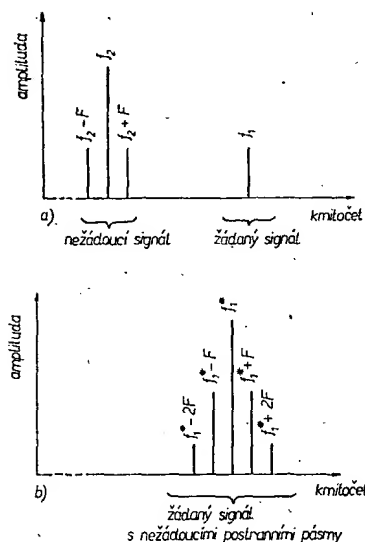 amplituda
f₂-F
f₂
f₂+F
f₁
a)
kmitočet
nežádoucí signál
žádaný signál
amplituda
f₁*-2F
f₁*-F
f₁*
f₁*+F
f₁*+2F
b)
kmitočet
žádaný signál
s nežádoucími postranními pásmy